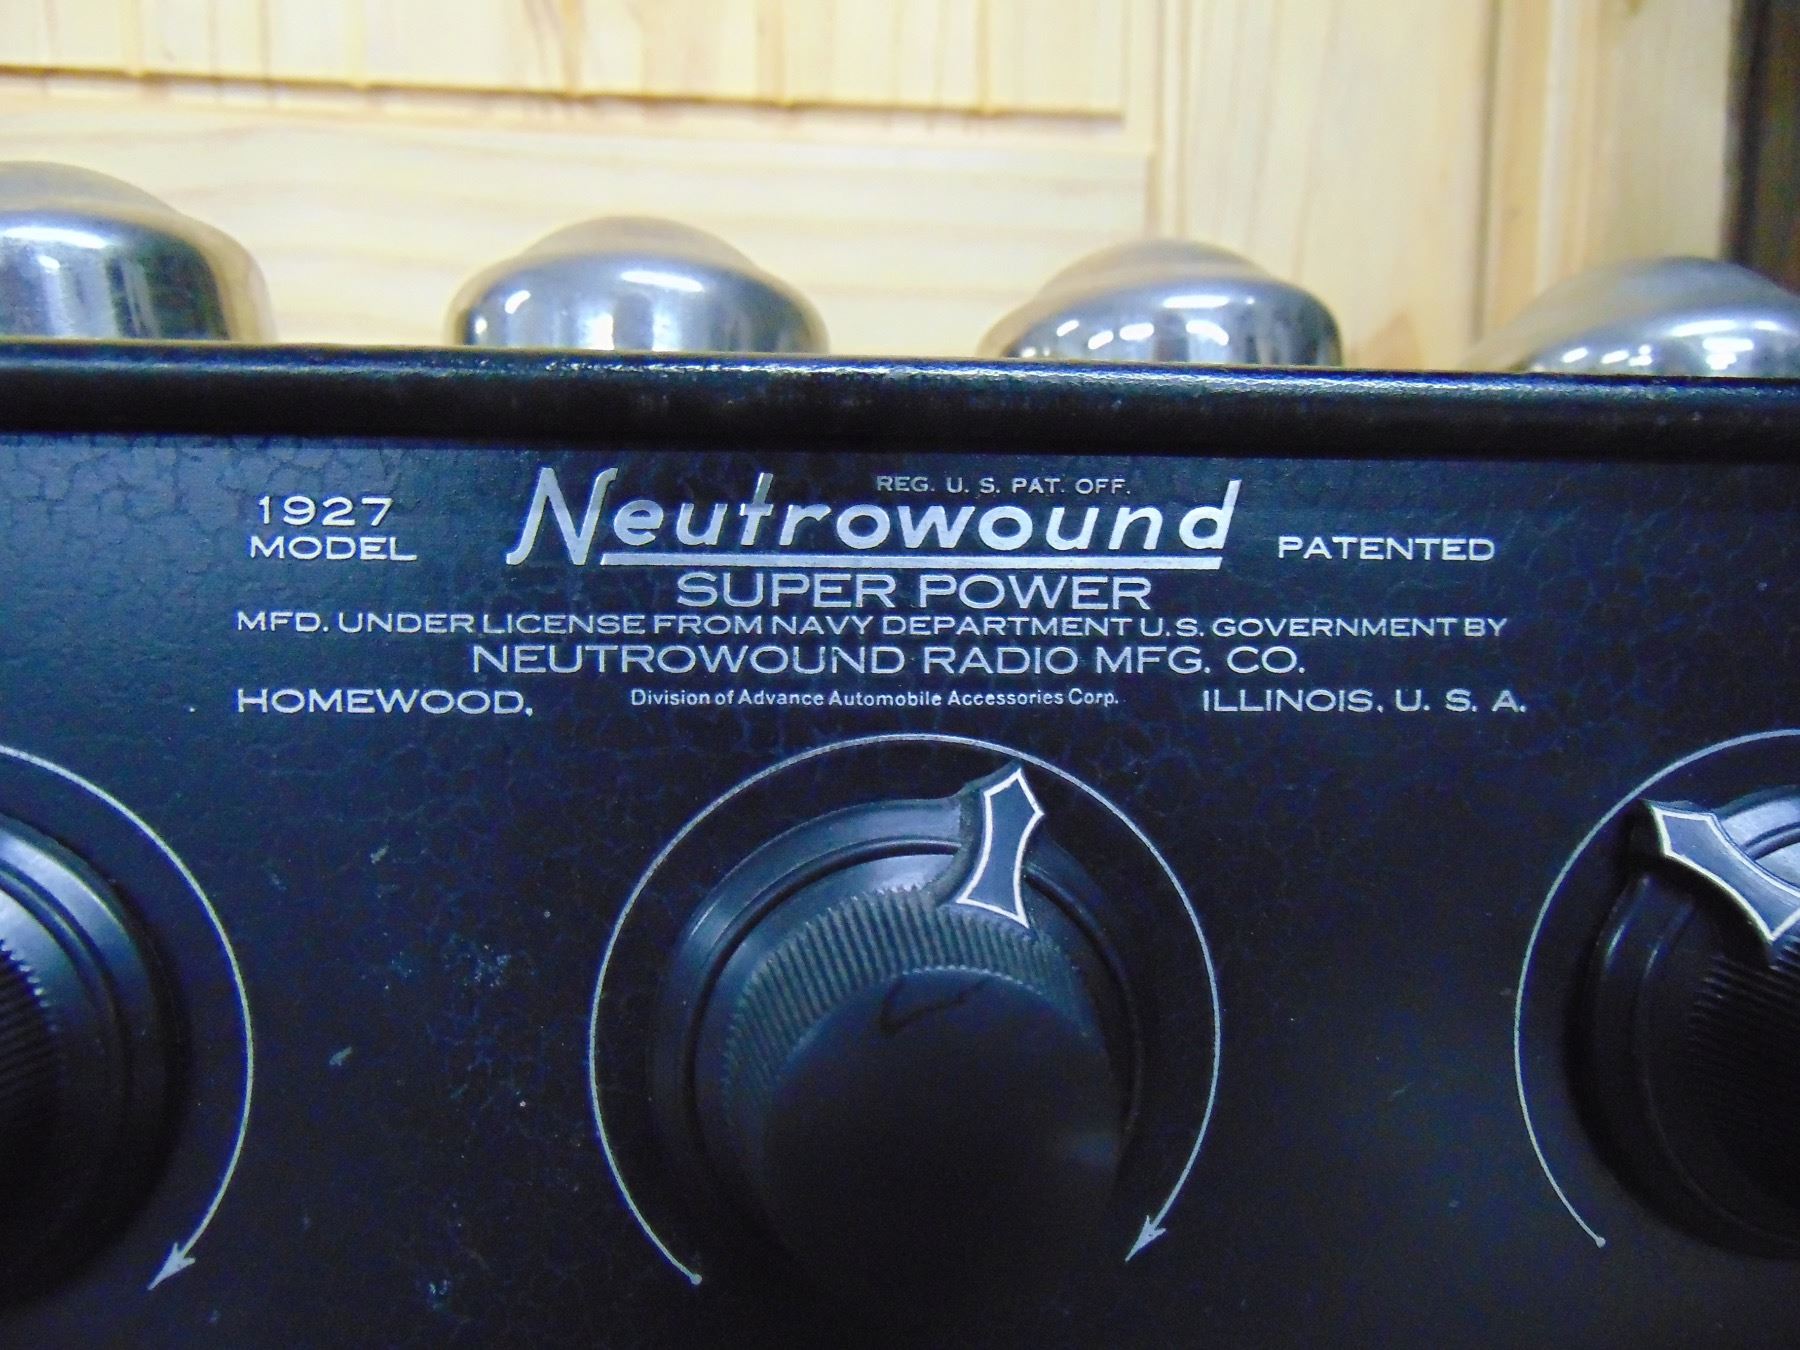 REG. U. S. PAT. OFF.
1927 Neutrowound PATENTED
MODEL
SUPER POWER
MFD. UNDER LICENSE FROM NAVY DEPARTMENT U.S. GOVERNMENT BY
NEUTROWOUND RADIO MFG. CO.
HOMEWOOD, Division of Advance Automobile Accessories Corp. ILLINOIS, U. S. A.